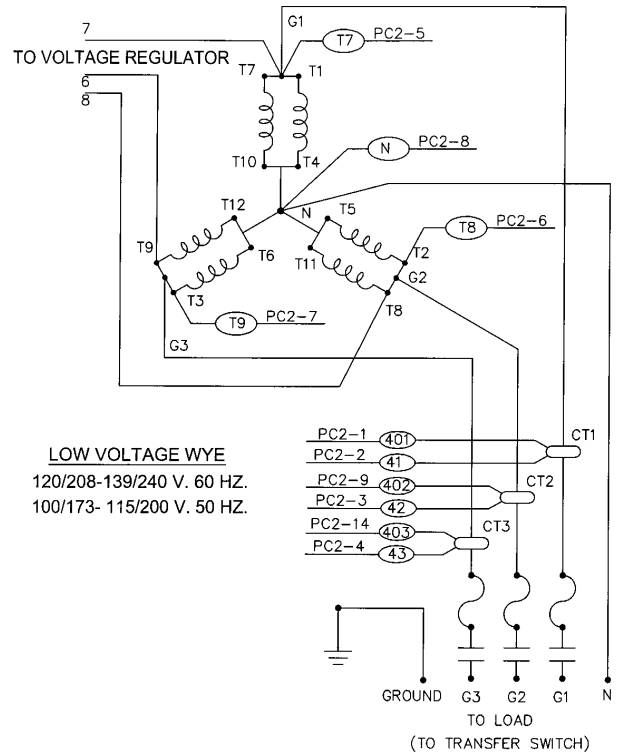 7
G1
T7
PC2-5
TO VOLTAGE REGULATOR
T7
T1
6
8
T10
T4
N
PC2-8
N
T12
T5
T9
T6
T11
T2
T8
PC2-6
G2
T3
T8
T9
PC2-7
G3
PC2-1
401
CT1
PC2-2
41
LOW VOLTAGE WYE
120/208-139/240 V. 60 HZ.
100/173- 115/200 V. 50 HZ.
PC2-9
402
CT2
PC2-3
42
PC2-14
403
CT3
PC2-4
43
GROUND
G3
G2
G1
N
TO LOAD
(TO TRANSFER SWITCH)